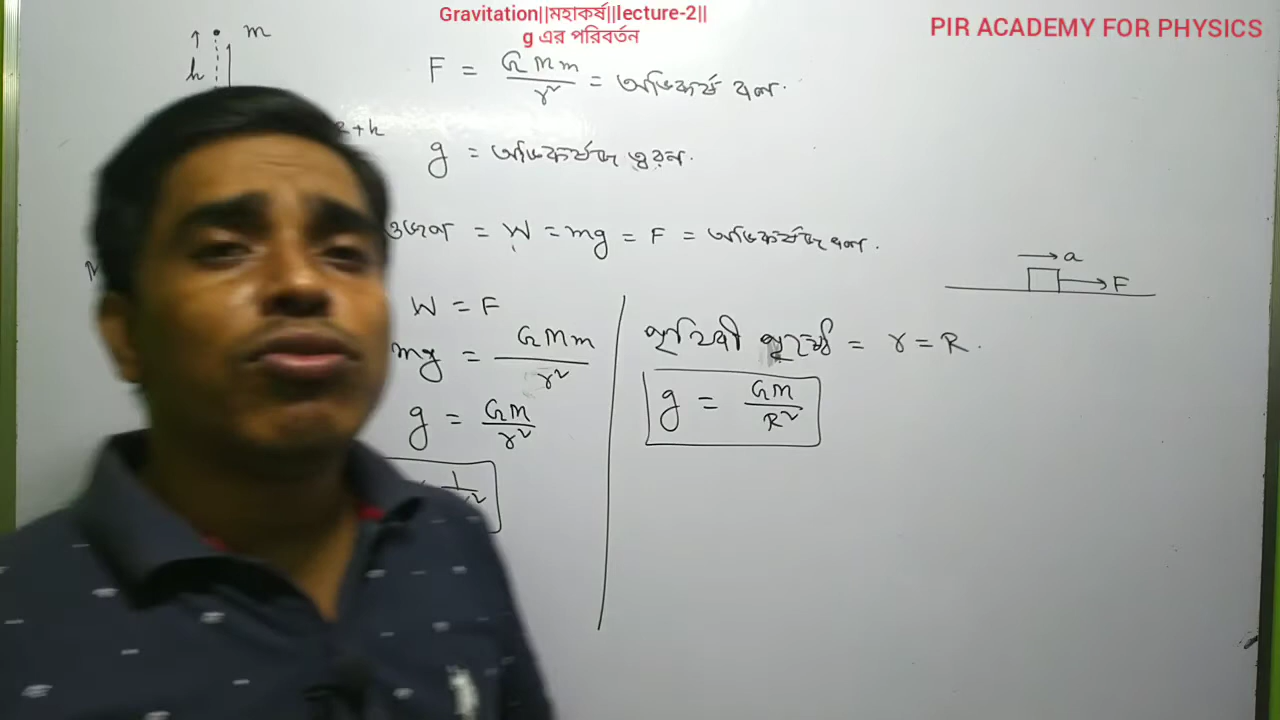 Gravitation||মহাকর্ষ||lecture-2||
g এর পরিবর্তন
PIR ACADEMY FOR PHYSICS
m
h
F = GMm/r² = অভিকর্ষ বল.
R+h
g = অভিকর্ষজ ত্বরন.
ওজন = W = mg = F = অভিকর্ষজ বল.
a
F
M
W = F
mg = GMm/r²
g = GM/r²
পৃথিবী পৃষ্ঠে = r = R.
g = GM/R²